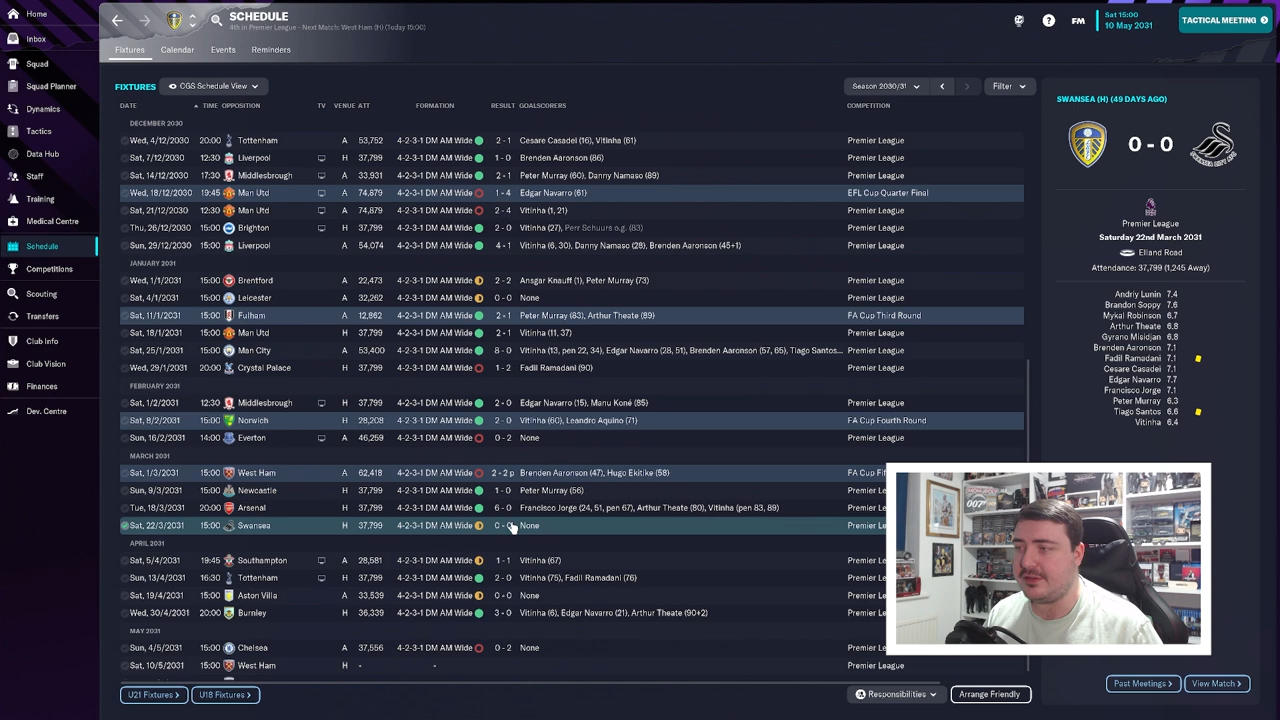 Home
SCHEDULE
4th in Premier League - Next Match: West Ham (H) (Today 15:00)
FM
Sat 15:00
10 May 2031
TACTICAL MEETING
Inbox
Squad
Squad Planner
Dynamics
Tactics
Data Hub
Staff
Training
Medical Centre
Schedule
Competitions
Scouting
Transfers
Club Info
Club Vision
Finances
Dev. Centre
Fixtures Calendar Events Reminders
FIXTURES CGS Schedule View Season 2030/31 Filter
DATE TIME OPPOSITION TV VENUE ATT FORMATION RESULT GOALSCORERS COMPETITION
DECEMBER 2030
Wed, 4/12/2030 20:00 Tottenham A 53,752 4-2-3-1 DM AM Wide 2 - 1 Cesare Casadei (16), Vitinha (61) Premier League
Sat, 7/12/2030 12:30 Liverpool H 37,799 4-2-3-1 DM AM Wide 1 - 0 Brenden Aaronson (86) Premier League
Sat, 14/12/2030 17:30 Middlesbrough A 33,931 4-2-3-1 DM AM Wide 2 - 1 Peter Murray (60), Danny Namaso (89) Premier League
Wed, 18/12/2030 19:45 Man Utd A 74,879 4-2-3-1 DM AM Wide 1 - 4 Edgar Navarro (61) EFL Cup Quarter Final
Sat, 21/12/2030 12:30 Man Utd A 74,879 4-2-3-1 DM AM Wide 2 - 4 Vitinha (1, 21) Premier League
Thu, 26/12/2030 15:00 Brighton H 37,799 4-2-3-1 DM AM Wide 2 - 0 Vitinha (27), Perr Schuurs o.g. (83) Premier League
Sun, 29/12/2030 15:00 Liverpool A 54,074 4-2-3-1 DM AM Wide 4 - 1 Vitinha (6, 30), Danny Namaso (28), Brenden Aaronson (45+1) Premier League
JANUARY 2031
Wed, 1/1/2031 15:00 Brentford A 22,473 4-2-3-1 DM AM Wide 2 - 2 Ansgar Knauff (1), Peter Murray (73) Premier League
Sat, 4/1/2031 15:00 Leicester A 32,262 4-2-3-1 DM AM Wide 0 - 0 None Premier League
Sat, 11/1/2031 15:00 Fulham A 12,862 4-2-3-1 DM AM Wide 2 - 1 Peter Murray (83), Arthur Theate (89) FA Cup Third Round
Sat, 18/1/2031 15:00 Man Utd H 37,799 4-2-3-1 DM AM Wide 2 - 1 Vitinha (11, 37) Premier League
Sat, 25/1/2031 15:00 Man City A 53,400 4-2-3-1 DM AM Wide 8 - 0 Vitinha (13, pen 22, 34), Edgar Navarro (28, 51), Brenden Aaronson (57, 65), Tiago Santos... Premier League
Wed, 29/1/2031 20:00 Crystal Palace H 37,799 4-2-3-1 DM AM Wide 1 - 2 Fadil Ramadani (90) Premier League
FEBRUARY 2031
Sat, 1/2/2031 12:30 Middlesbrough H 37,799 4-2-3-1 DM AM Wide 2 - 0 Edgar Navarro (15), Manu Koné (85) Premier League
Sat, 8/2/2031 15:00 Norwich A 28,208 4-2-3-1 DM AM Wide 2 - 0 Vitinha (60), Leandro Aquino (71) FA Cup Fourth Round
Sun, 16/2/2031 14:00 Everton A 46,259 4-2-3-1 DM AM Wide 0 - 2 None Premier League
MARCH 2031
Sat, 1/3/2031 15:00 West Ham A 62,418 4-2-3-1 DM AM Wide 2 - 2 p Brenden Aaronson (47), Hugo Ekitike (58) FA Cup
Sun, 9/3/2031 15:00 Newcastle H 37,799 4-2-3-1 DM AM Wide 1 - 0 Peter Murray (56) Premier
Tue, 18/3/2031 20:00 Arsenal H 37,799 4-2-3-1 DM AM Wide 6 - 0 Francisco Jorge (24, 51, pen 67), Arthur Theate (80), Vitinha (pen 83, 89) Premier
Sat, 22/3/2031 15:00 Swansea H 37,799 4-2-3-1 DM AM Wide 0 - 0 None Premier
APRIL 2031
Sat, 5/4/2031 19:45 Southampton A 28,581 4-2-3-1 DM AM Wide 1 - 1 Vitinha (67) Premier
Sun, 13/4/2031 16:30 Tottenham H 37,799 4-2-3-1 DM AM Wide 2 - 0 Vitinha (75), Fadil Ramadani (76) Premier
Sat, 19/4/2031 15:00 Aston Villa A 33,539 4-2-3-1 DM AM Wide 0 - 0 None Premier
Wed, 30/4/2031 20:00 Burnley H 36,339 4-2-3-1 DM AM Wide 3 - 0 Vitinha (6), Edgar Navarro (21), Arthur Theate (90+2) Premier
MAY 2031
Sun, 4/5/2031 15:00 Chelsea A 37,556 4-2-3-1 DM AM Wide 0 - 2 None Premier
Sat, 10/5/2031 15:00 West Ham H - - Premier League
U21 Fixtures U18 Fixtures Responsibilities Arrange Friendly
SWANSEA (H) (49 DAYS AGO)
0 - 0
Premier League
Saturday 22nd March 2031
Elland Road
Attendance: 37,799 (1,245 Away)
Andriy Lunin 7.4
Brandon Soppy 7.6
Mykal Robinson 6.7
Arthur Theate 6.8
Gyrano Misidjan 6.8
Brenden Aaronson 7.1
Fadil Ramadani 7.1
Cesare Casadei 7.1
Edgar Navarro 7.7
Francisco Jorge 7.1
Peter Murray 6.3
Tiago Santos 6.6
Vitinha 6.4
Past Meetings View Match
007